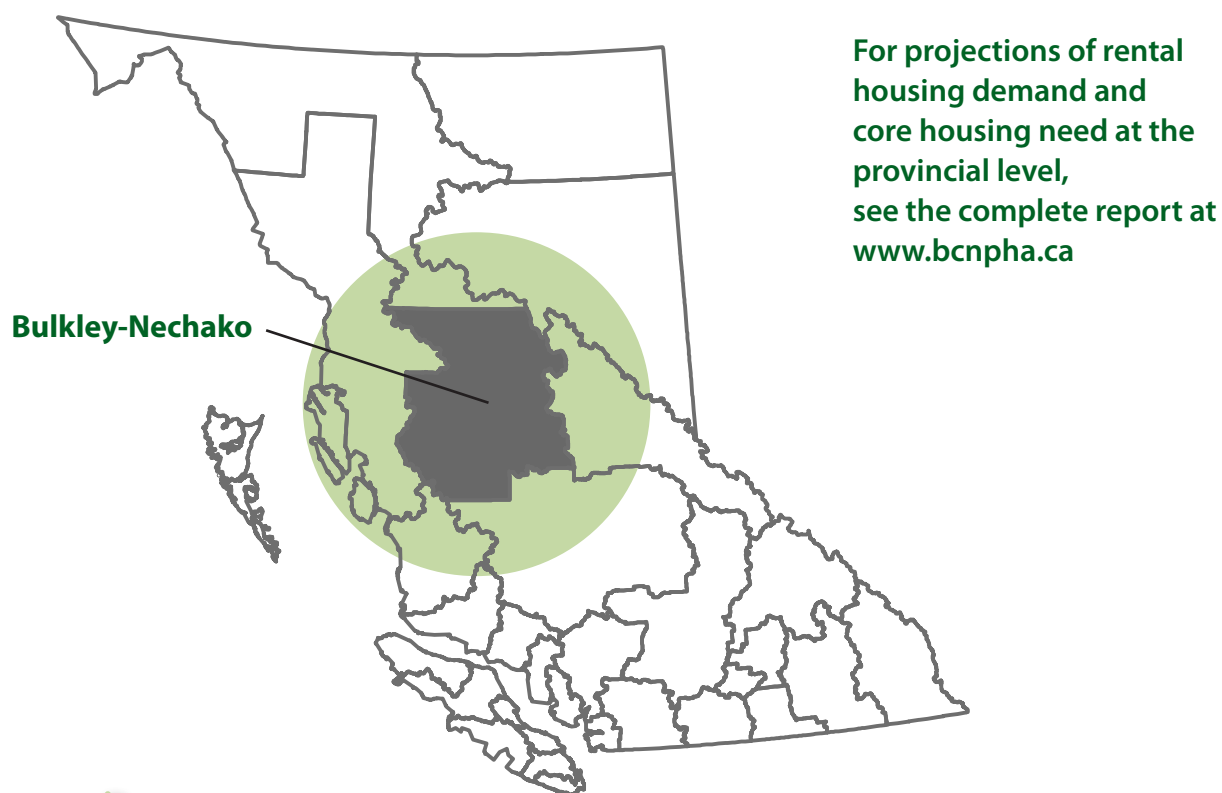 For projections of rental
housing demand and
core housing need at the
provincial level,
see the complete report at
www.bcnpha.ca
Bulkley-Nechako